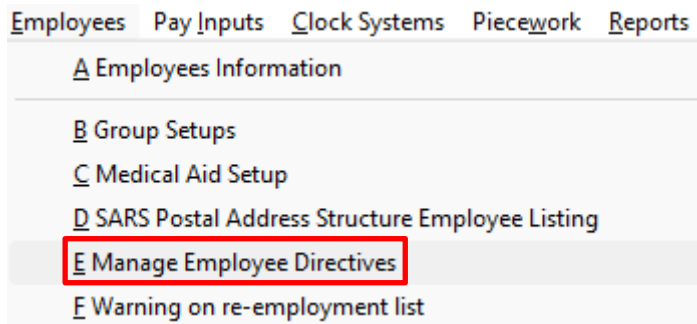 Employees Pay Inputs Clock Systems Piecework Reports
A Employees Information
B Group Setups
C Medical Aid Setup
D SARS Postal Address Structure Employee Listing
E Manage Employee Directives
F Warning on re-employment list